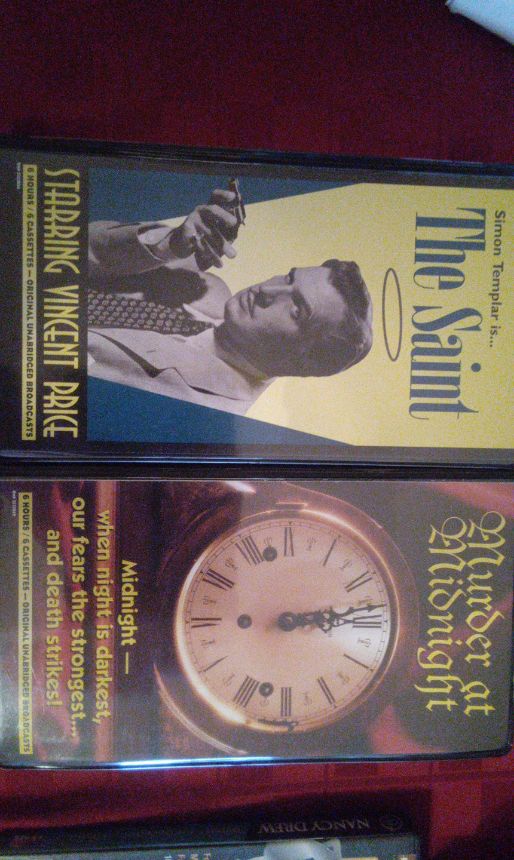 Simon Templar is...
The Saint
STARRING VINCENT PRICE
6 HOURS / 6 CASSETTES — ORIGINAL UNABRIDGED BROADCASTS
Murder at
Midnight
Midnight —
when night is darkest,
our fears the strongest...
and death strikes!
6 HOURS / 6 CASSETTES — ORIGINAL UNABRIDGED BROADCASTS
NANCY DREW